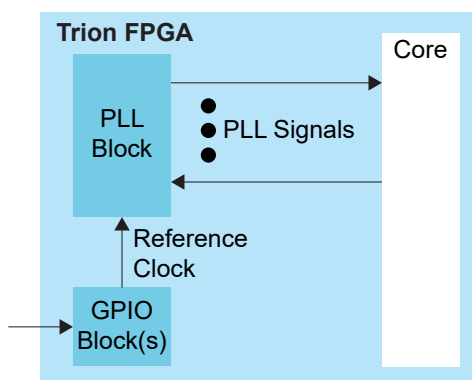 Trion FPGA
Core
PLL
Block
PLL Signals
Reference
Clock
GPIO
Block(s)